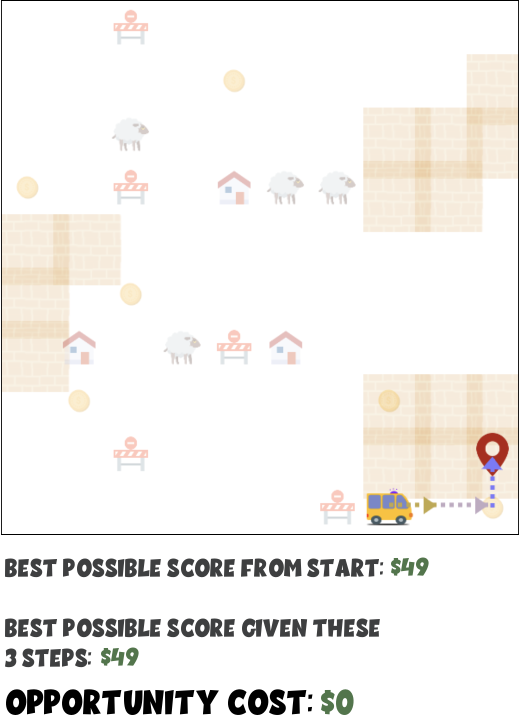 BEST POSSIBLE SCORE FROM START: $49
BEST POSSIBLE SCORE GIVEN THESE
3 STEPS: $49
OPPORTUNITY COST: $0